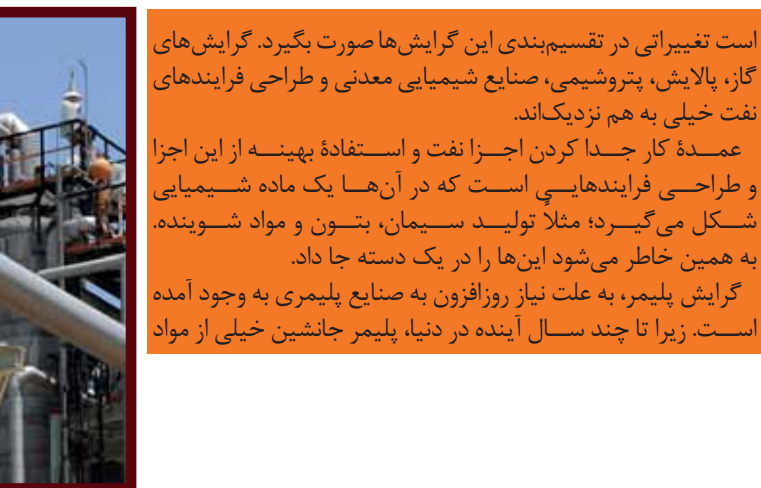 است تغییراتی در تقسیم‌بندی این گرایش‌ها صورت بگیرد. گرایش‌های
گاز، پالایش، پتروشیمی، صنایع شیمیایی معدنی و طراحی فرایندهای
نفت خیلی به هم نزدیک‌اند.
عمدۀ کار جدا کردن اجزا نفت و استفادۀ بهینه از این اجزا
و طراحی فرایندهایی است که در آن‌ها یک ماده شیمیایی
شکل می‌گیرد؛ مثلاً تولید سیمان، بتون و مواد شوینده.
به همین خاطر می‌شود این‌ها را در یک دسته جا داد.
گرایش پلیمر، به علت نیاز روزافزون به صنایع پلیمری به وجود آمده
است. زیرا تا چند سال آینده در دنیا، پلیمر جانشین خیلی از مواد